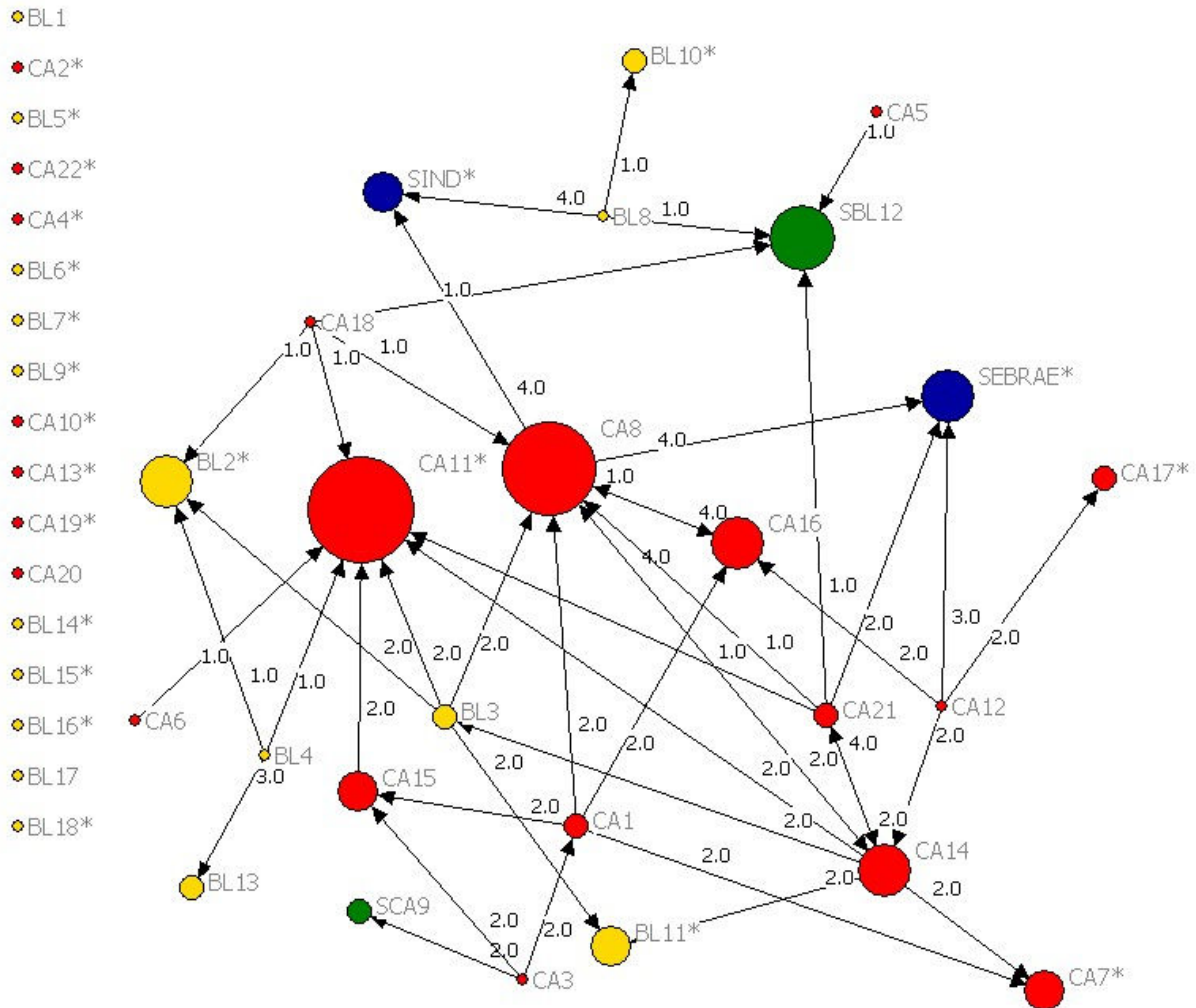 BL1
CA2*
BL5*
CA22*
CA4*
BL6*
BL7*
BL9*
CA10*
CA13*
CA19*
CA20
BL14*
BL15*
BL16*
BL17
BL18*
BL10*
CA5
1.0
1.0
SIND*
4.0
1.0
BL8
SBL12
1.0
CA18
1.0
1.0
1.0
SEBRAE*
4.0
CA8
4.0
BL2*
CA11*
1.0
CA17*
4.0
CA16
4.0
1.0
3.0
2.0
2.0
2.0
1.0
2.0
2.0
1.0
1.0
2.0
1.0
1.0
CA6
BL3
2.0
CA21
CA12
2.0
2.0
2.0
4.0
2.0
BL4
3.0
2.0
2.0
CA15
2.0
CA1
2.0
2.0
2.0
CA14
BL13
2.0
2.0
SCA9
2.0
2.0
BL11*
2.0
CA3
CA7*